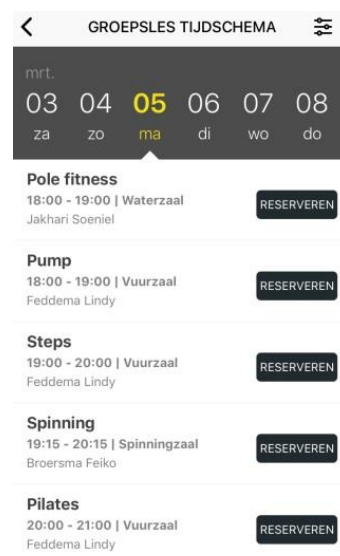 GROEPSLES TIJDSCHEMA
mrt.
03 04 05 06 07 08
za zo ma di wo do
Pole fitness
18:00 - 19:00 | Waterzaal
Jakhari Soeniel
RESERVEREN
Pump
18:00 - 19:00 | Vuurzaal
Feddema Lindy
RESERVEREN
Steps
19:00 - 20:00 | Vuurzaal
Feddema Lindy
RESERVEREN
Spinning
19:15 - 20:15 | Spinningzaal
Broersma Feiko
RESERVEREN
Pilates
20:00 - 21:00 | Vuurzaal
Feddema Lindy
RESERVEREN